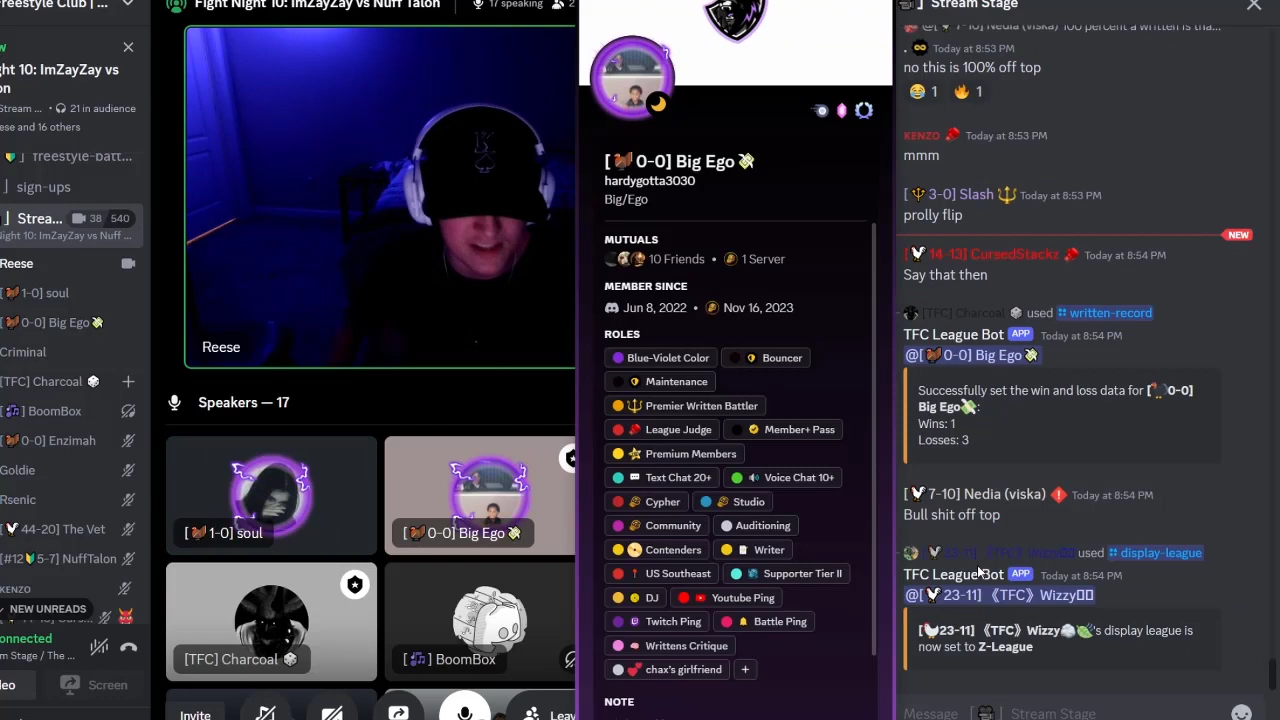 reestyle Club |
Fight Night 10: ImZayZay vs Nuff Talon
17 speaking
Stream Stage
ght 10: ImZayZay vs
lon
Stream ... • 21 in audience
ese and 16 others
freestyle-batt...
sign-ups
Strea... 38 540
Night 10: ImZayZay vs Nuff ...
Reese
[1-0] soul
[0-0] Big Ego
Criminal
[TFC] Charcoal
[🎶] BoomBox
[0-0] Enzimah
Goldie
Rsenic
44-20] The Vet
[#12 5-7] NuffTalon
KENZO
NEW UNREADS
onnected
m Stage / The ...
deo
Screen
Reese
Speakers — 17
[1-0] soul
[0-0] Big Ego
[TFC] Charcoal
[🎶] BoomBox
Invite
Leav
[🦃0-0] Big Ego💸
hardygotta3030
Big/Ego
MUTUALS
10 Friends • 1 Server
MEMBER SINCE
Jun 8, 2022 • Nov 16, 2023
ROLES
Blue-Violet Color
Bouncer
Maintenance
Premier Written Battler
League Judge
Member+ Pass
Premium Members
Text Chat 20+
Voice Chat 10+
Cypher
Studio
Community
Auditioning
Contenders
Writer
US Southeast
Supporter Tier II
DJ
Youtube Ping
Twitch Ping
Battle Ping
Writtens Critique
chax's girlfriend
+
NOTE
1-10] Nedia (viska) 100 percent a written is tha...
. Today at 8:53 PM
no this is 100% off top
😂 1 🔥 1
KENZO Today at 8:53 PM
mmm
[🔱 3-0] Slash 🔱 Today at 8:53 PM
prolly flip
NEW
[14-13] CursedStackz Today at 8:54 PM
Say that then
[TFC] Charcoal used written-record
TFC League Bot APP Today at 8:54 PM
@[🦃0-0] Big Ego💸
Successfully set the win and loss data for [0-0]
Big Ego💸:
Wins: 1
Losses: 3
[7-10] Nedia (viska) Today at 8:54 PM
Bull shit off top
Wizzy used display-league
TFC League Bot APP Today at 8:54 PM
@[23-11] 《TFC》 Wizzy
[23-11] 《TFC》 Wizzy's display league is
now set to Z-League
Message Stream Stage